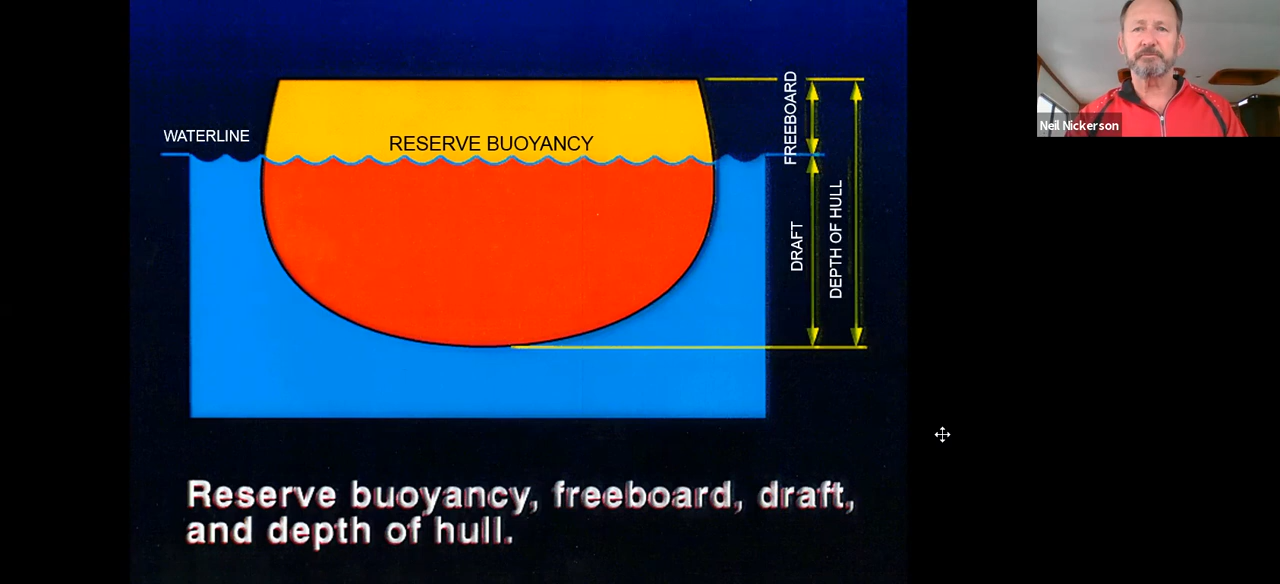 WATERLINE
RESERVE BUOYANCY
FREEBOARD
DRAFT
DEPTH OF HULL
Neil Nickerson
Reserve buoyancy, freeboard, draft,
and depth of hull.